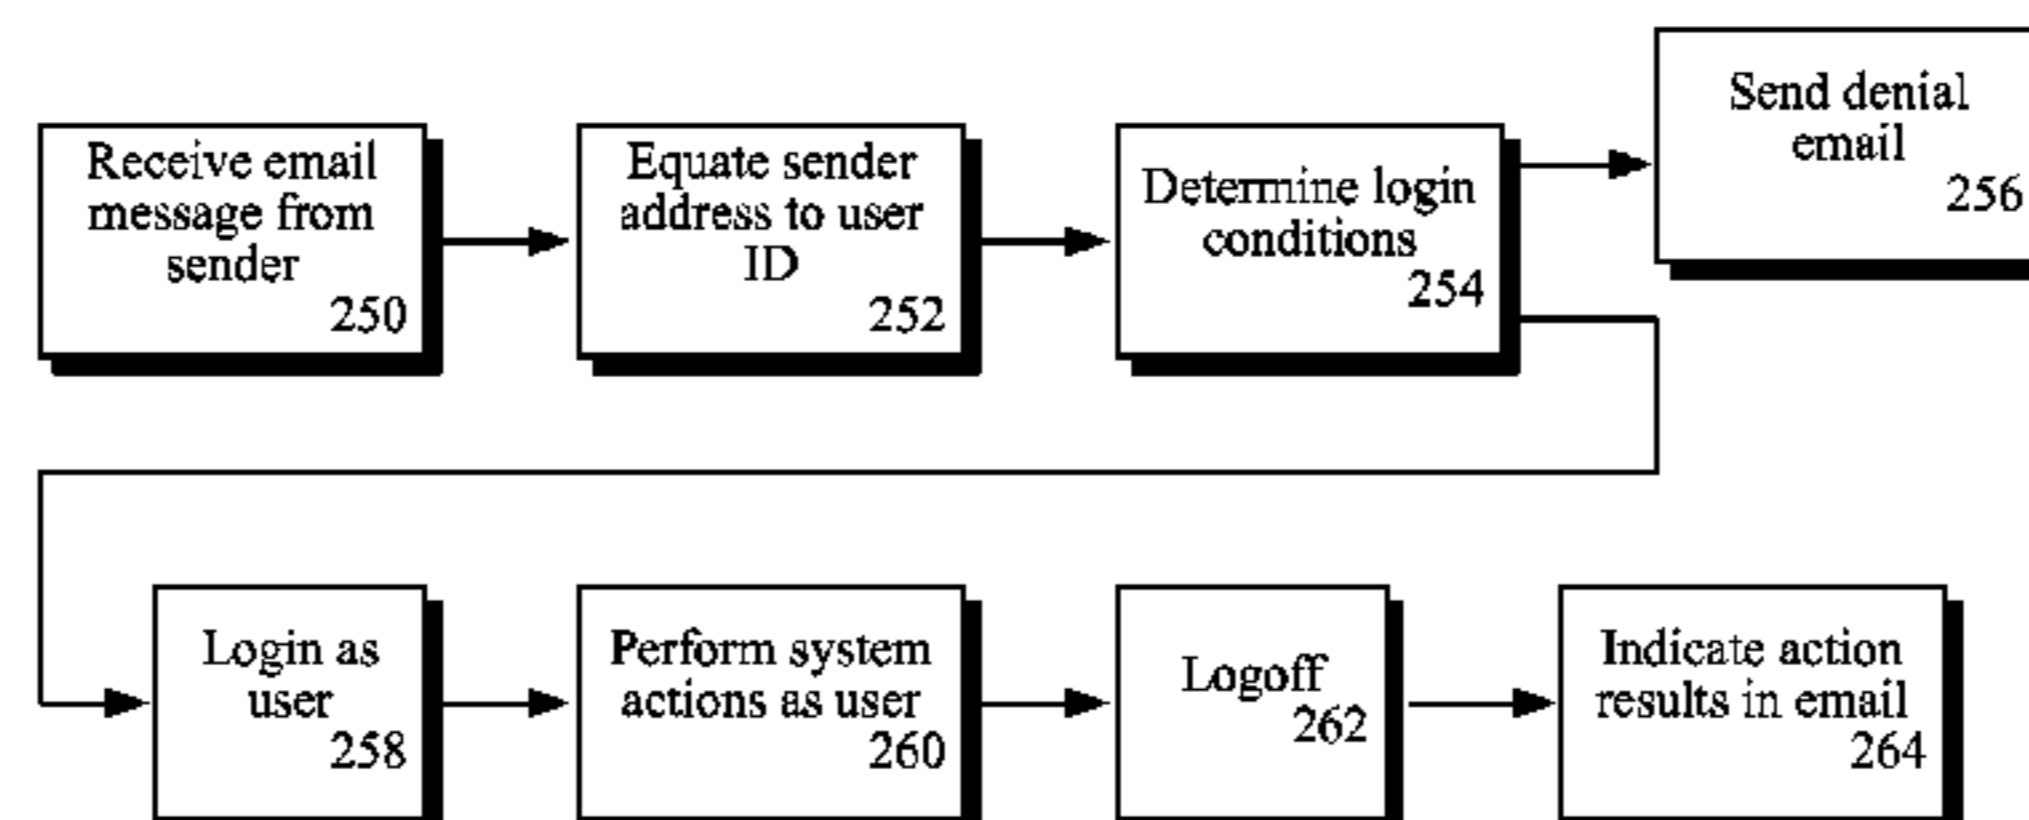 Receive email
message from
sender
250
Equate sender
address to user
ID
252
Determine login
conditions
254
Send denial
email
256
Login as
user
258
Perform system
actions as user
260
Logoff
262
Indicate action
results in email
264